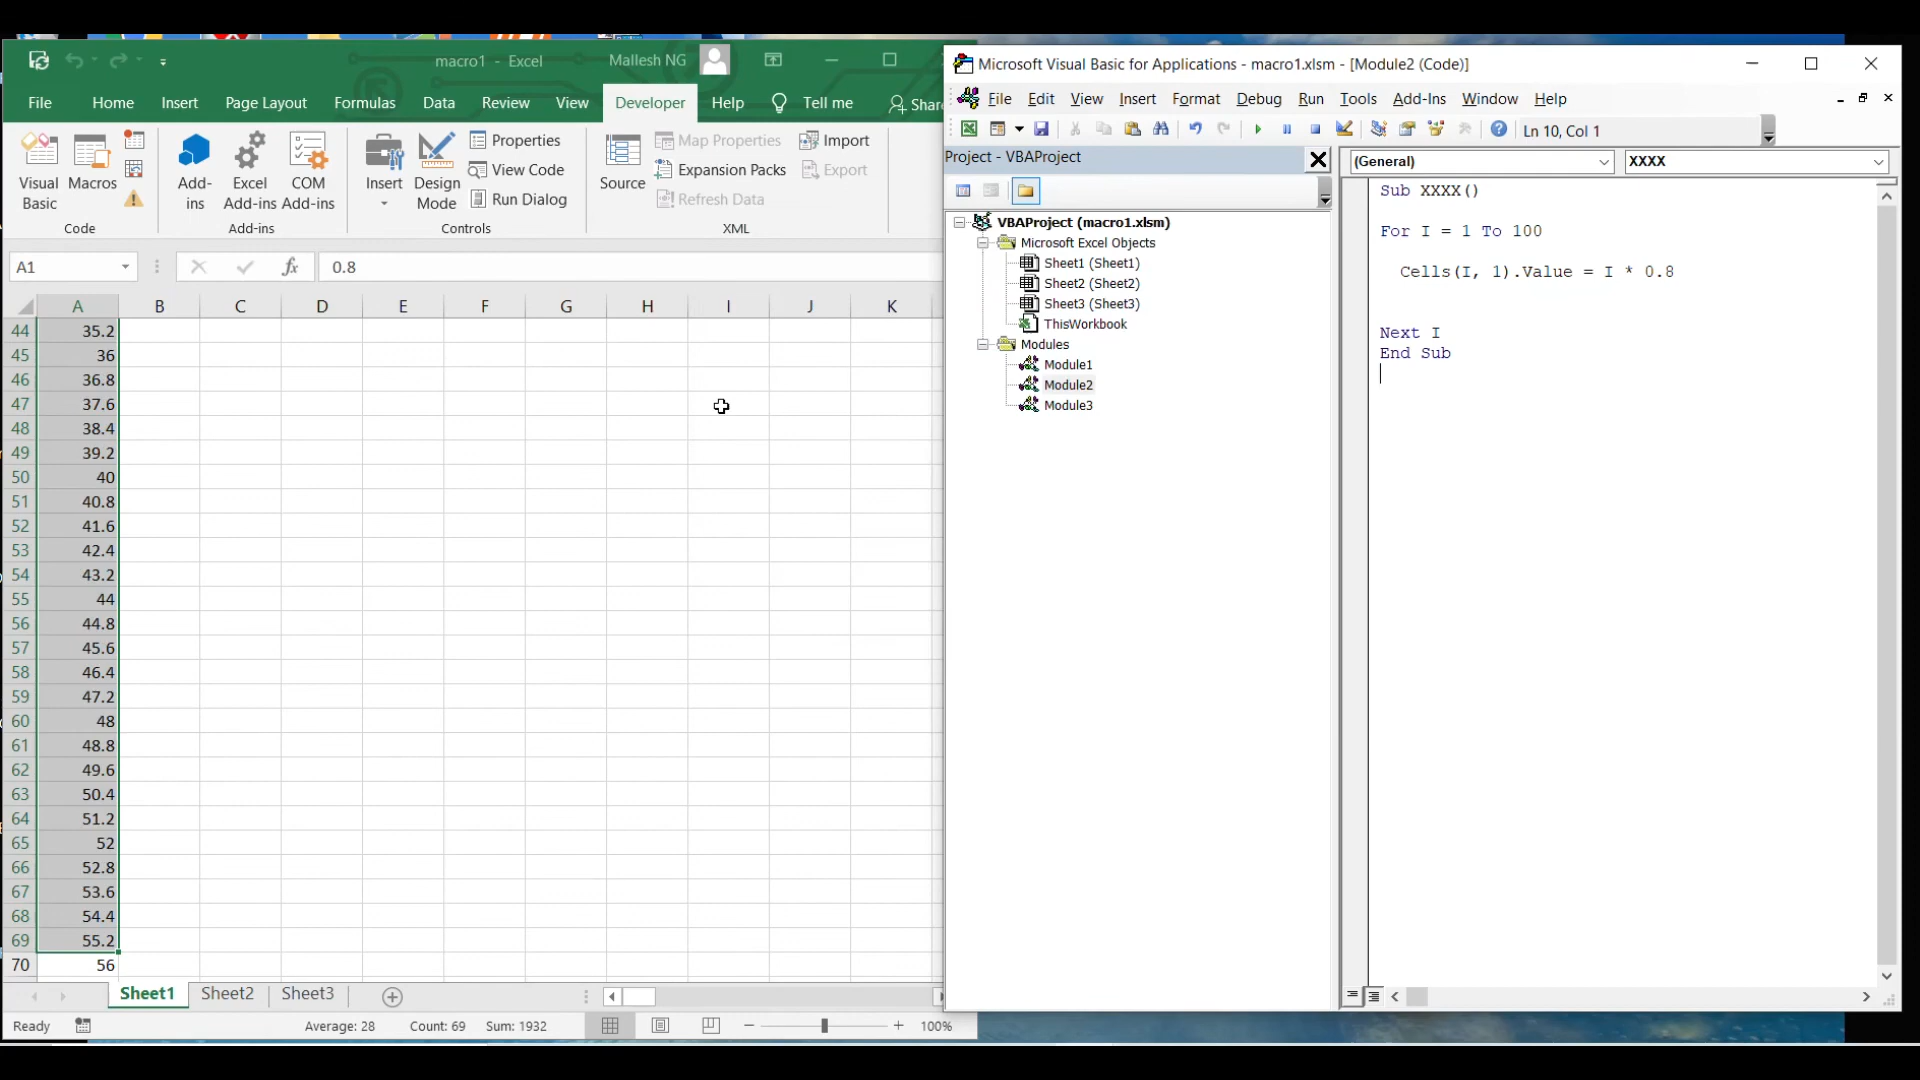 macro1 - Excel
Mallesh NG
File Home Insert Page Layout Formulas Data Review View Developer Help Tell me Share
Visual Basic
Macros
Code
Add-ins
Excel Add-ins
COM Add-ins
Add-ins
Insert
Design Mode
Properties
View Code
Run Dialog
Controls
Source
Map Properties
Expansion Packs
Refresh Data
Import
Export
XML
A1
fx
0.8
A B C D E F G H I J K
44 35.2
45 36
46 36.8
47 37.6
48 38.4
49 39.2
50 40
51 40.8
52 41.6
53 42.4
54 43.2
55 44
56 44.8
57 45.6
58 46.4
59 47.2
60 48
61 48.8
62 49.6
63 50.4
64 51.2
65 52
66 52.8
67 53.6
68 54.4
69 55.2
70 56
Sheet1 Sheet2 Sheet3
Ready Average: 28 Count: 69 Sum: 1932 100%
Microsoft Visual Basic for Applications - macro1.xlsm - [Module2 (Code)]
File Edit View Insert Format Debug Run Tools Add-Ins Window Help
Ln 10, Col 1
Project - VBAProject
VBAProject (macro1.xlsm)
Microsoft Excel Objects
Sheet1 (Sheet1)
Sheet2 (Sheet2)
Sheet3 (Sheet3)
ThisWorkbook
Modules
Module1
Module2
Module3
(General) XXXX
Sub XXXX()
For I = 1 To 100
Cells(I, 1).Value = I * 0.8
Next I
End Sub